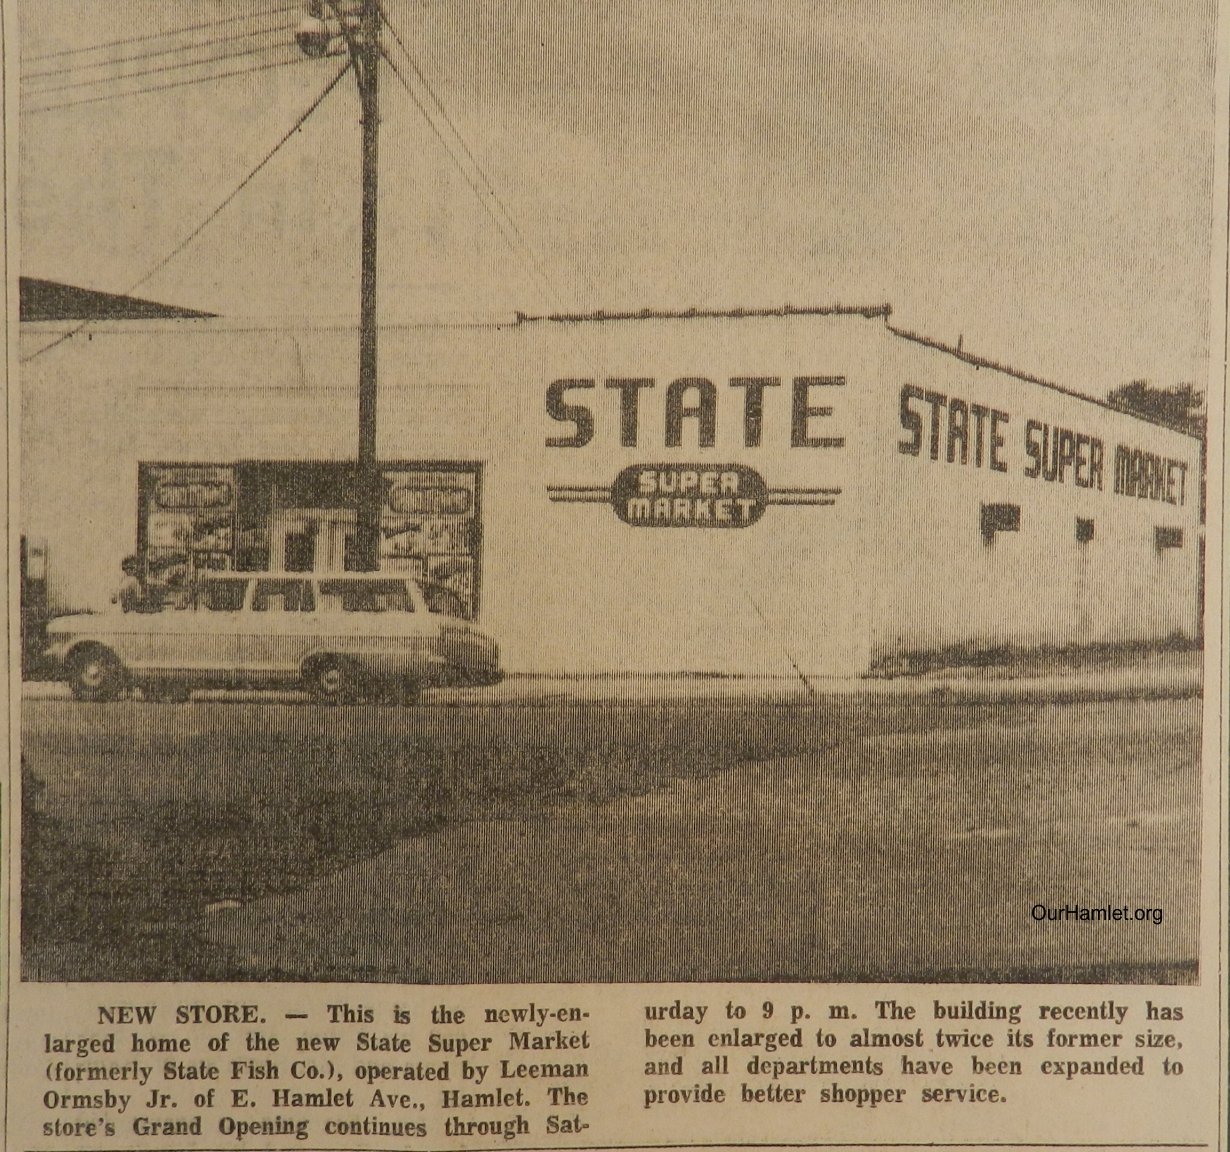 STATE
SUPER
MARKET
STATE SUPER MARKET
OurHamlet.org
NEW STORE. — This is the newly-en-
larged home of the new State Super Market
(formerly State Fish Co.), operated by Leeman
Ormsby Jr. of E. Hamlet Ave., Hamlet. The
store's Grand Opening continues through Sat-
urday to 9 p. m. The building recently has
been enlarged to almost twice its former size,
and all departments have been expanded to
provide better shopper service.